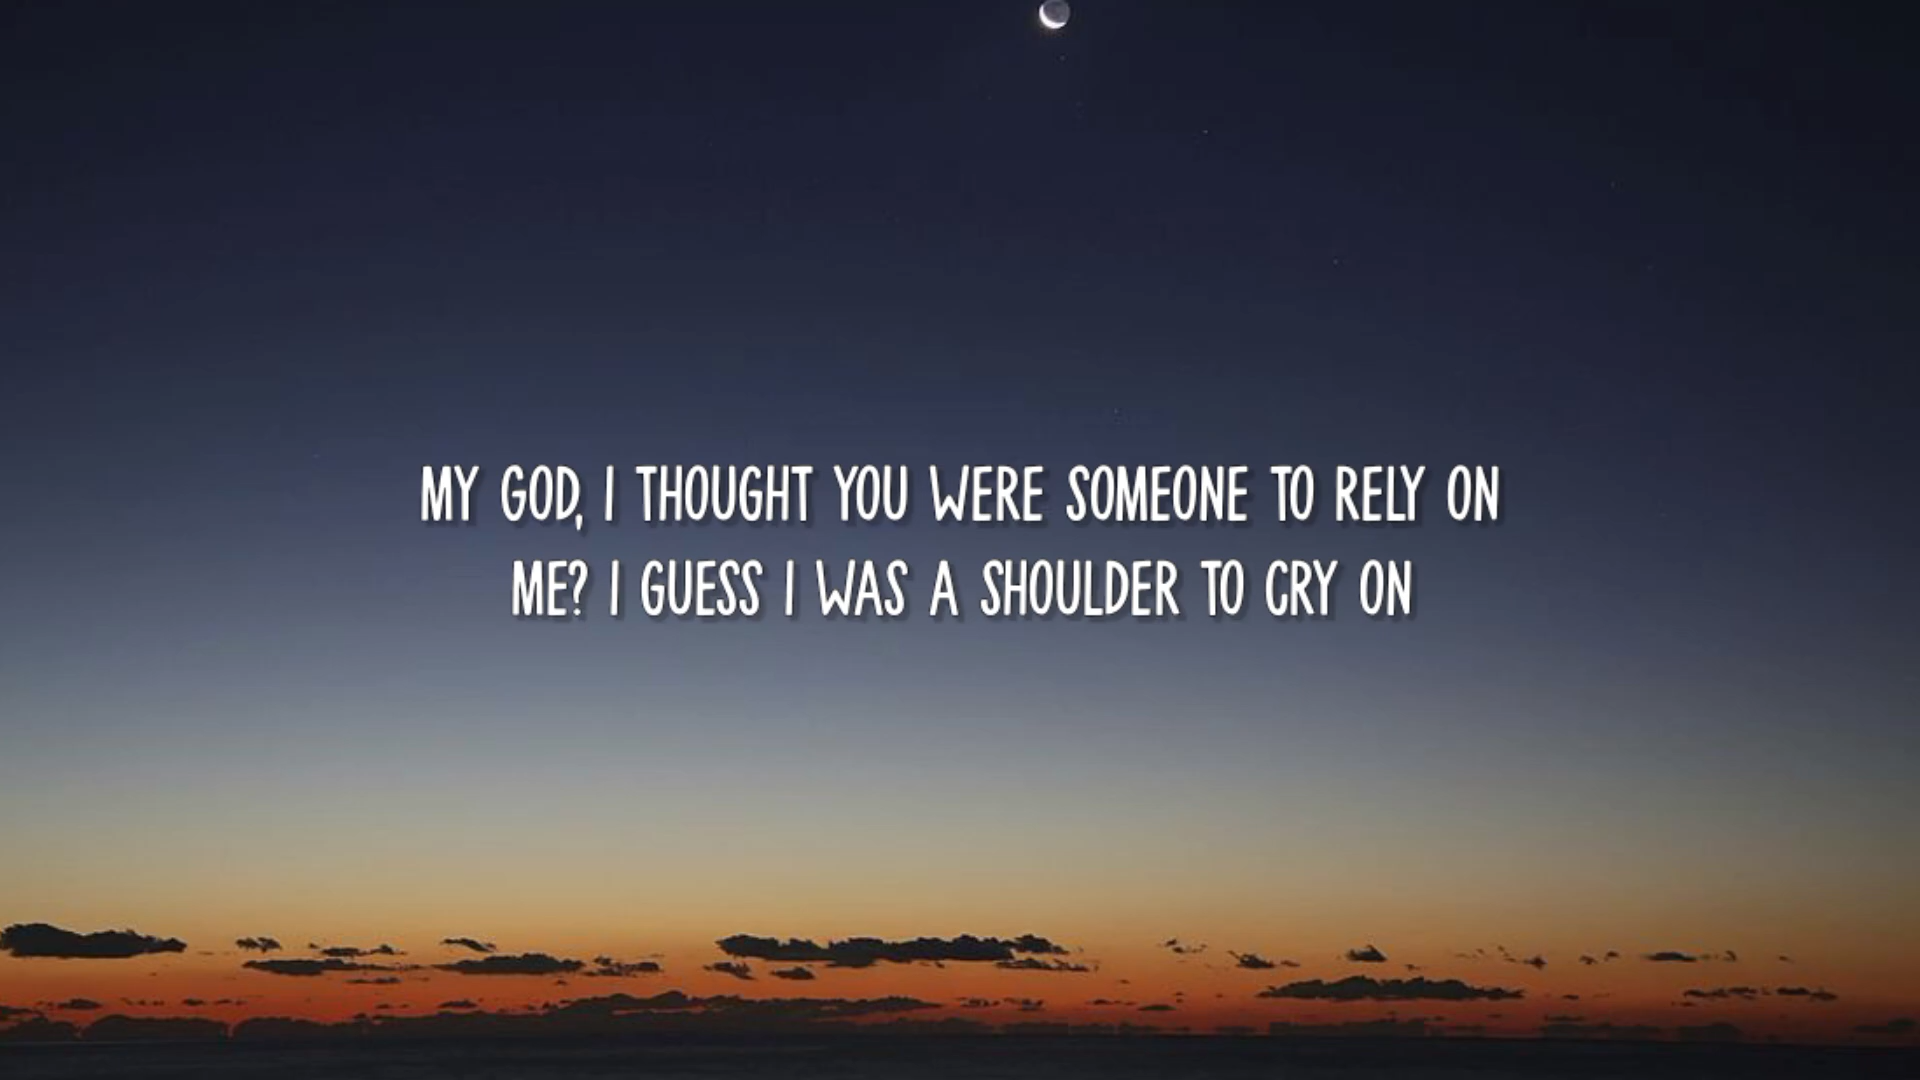 MY GOD, I THOUGHT YOU WERE SOMEONE TO RELY ON
ME? I GUESS I WAS A SHOULDER TO CRY ON